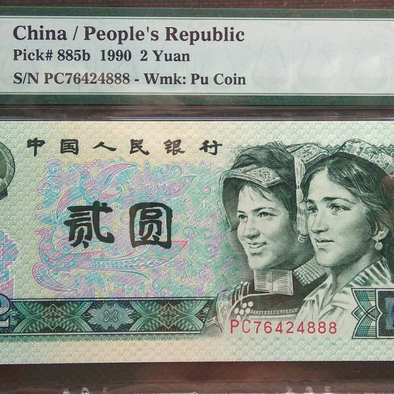 China / People's Republic
Pick# 885b 1990 2 Yuan
S/N PC76424888 - Wmk: Pu Coin
中国人民银行
贰圆
PC76424888